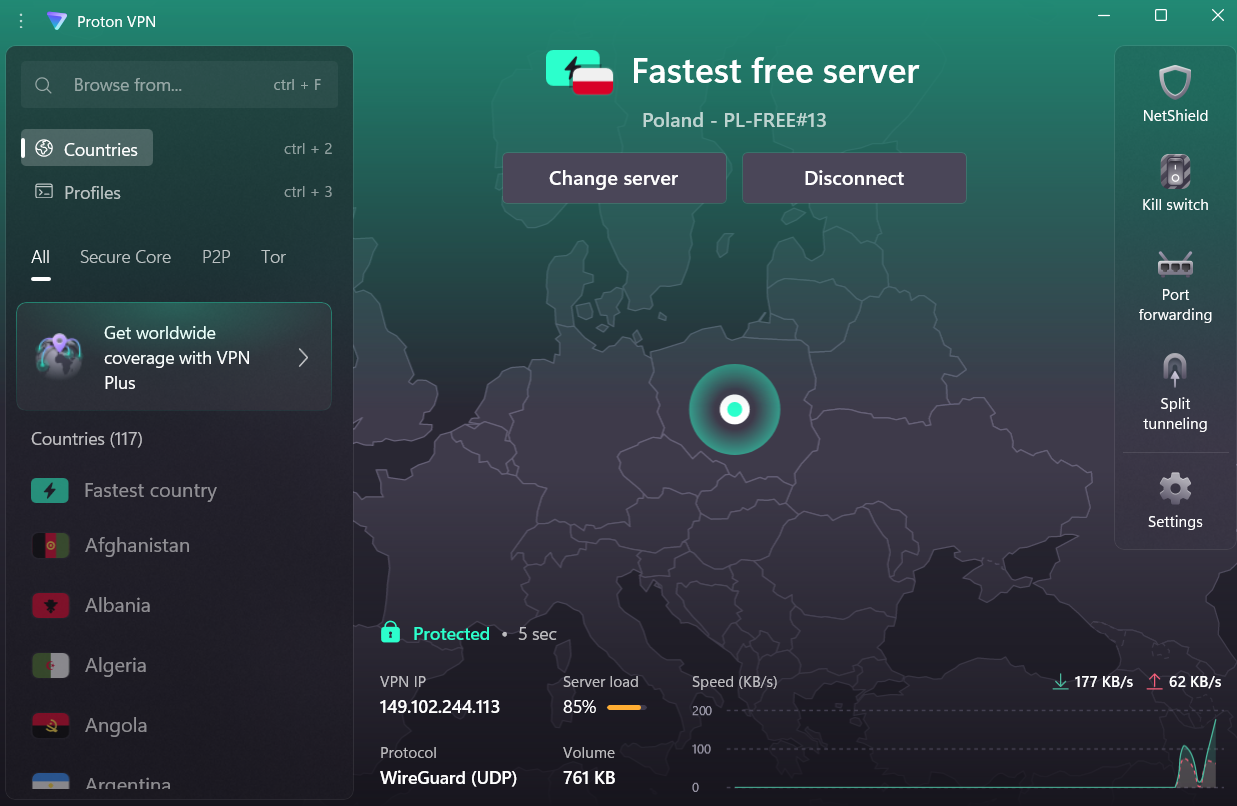 Proton VPN
Browse from...
ctrl + F
Countries
ctrl + 2
Profiles
ctrl + 3
All
Secure Core
P2P
Tor
Get worldwide
coverage with VPN
Plus
Countries (117)
Fastest country
Afghanistan
Albania
Algeria
Angola
Argentina
Fastest free server
Poland - PL-FREE#13
Change server
Disconnect
Protected • 5 sec
VPN IP
149.102.244.113
Server load
85%
Protocol
WireGuard (UDP)
Volume
761 KB
Speed (KB/s)
177 KB/s
62 KB/s
200
100
0
NetShield
Kill switch
Port
forwarding
Split
tunneling
Settings